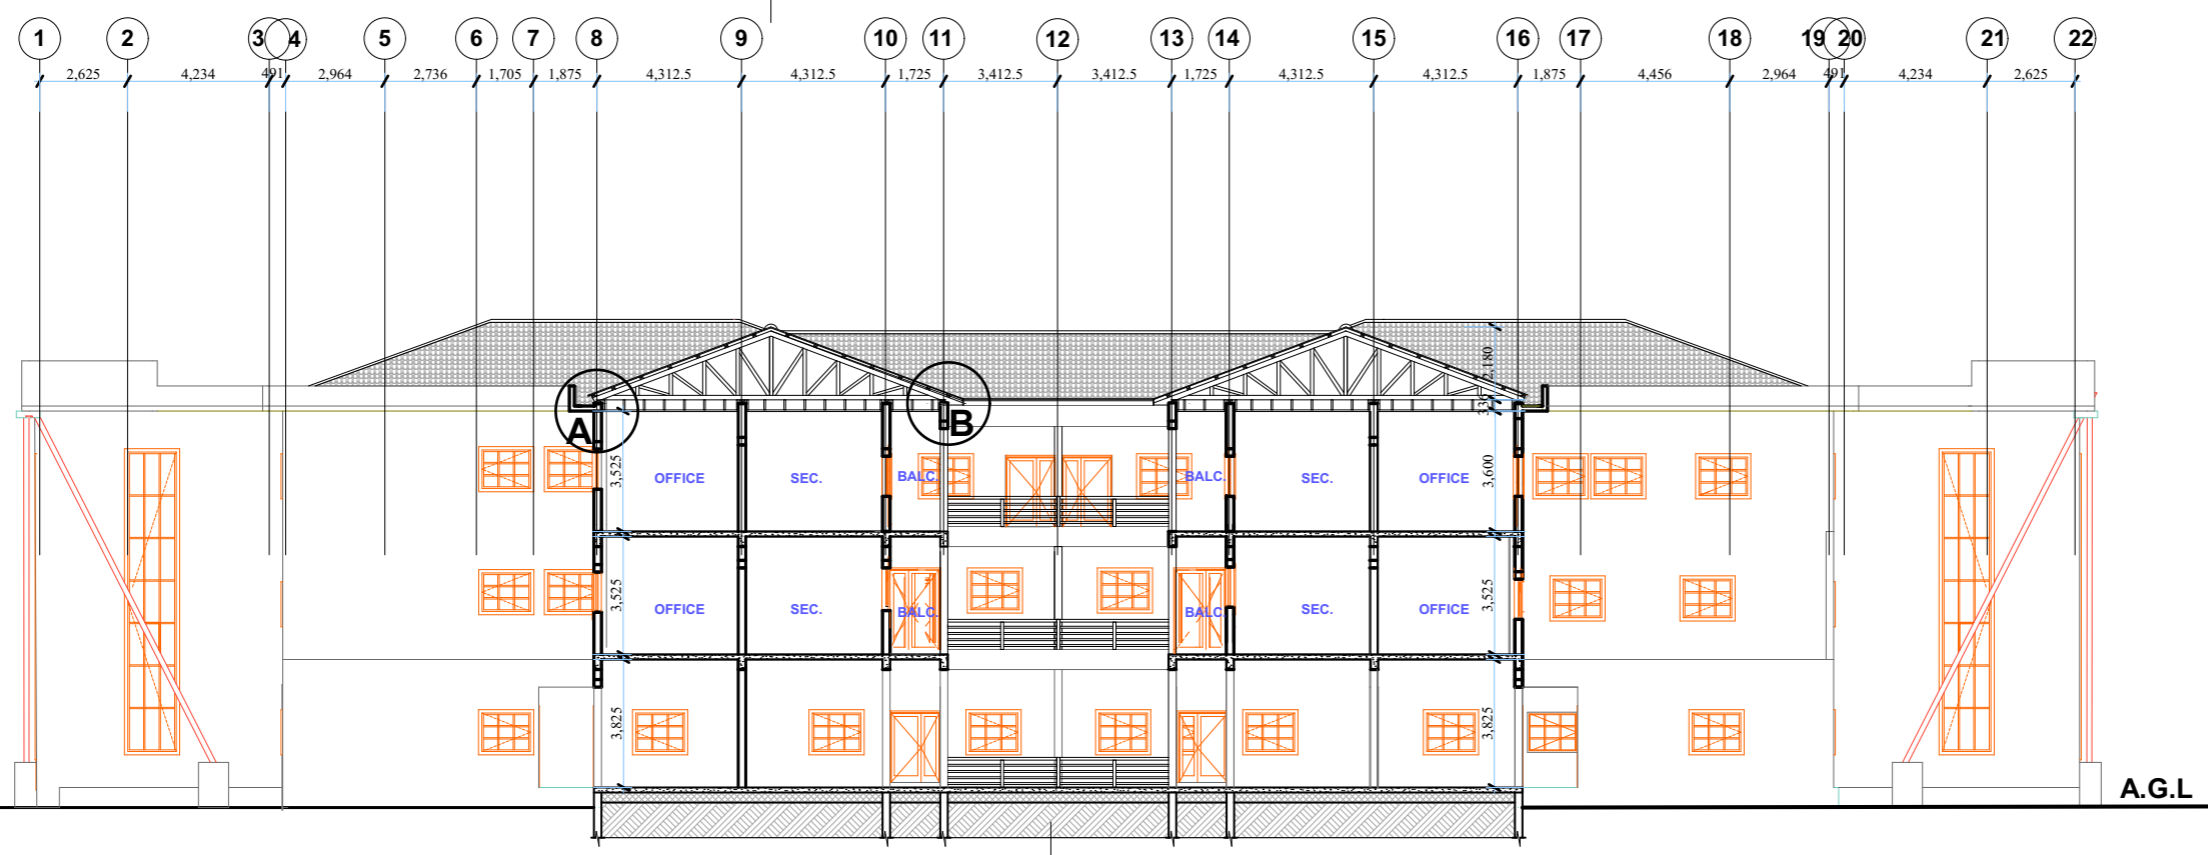 1 2 3 4 5 6 7 8 9 10 11 12 13 14 15 16 17 18 19 20 21 22
2,625 4,234 491 2,964 2,736 1,705 1,875 4,312.5 4,312.5 1,725 3,412.5 3,412.5 1,725 4,312.5 4,312.5 1,875 4,456 2,964 491 4,234 2,625
2,180
A B
3,525 OFFICE SEC. BALC. BALC. SEC. OFFICE 3,600
3,525 OFFICE SEC. BALC. BALC. SEC. OFFICE 3,525
3,825 3,825
A.G.L